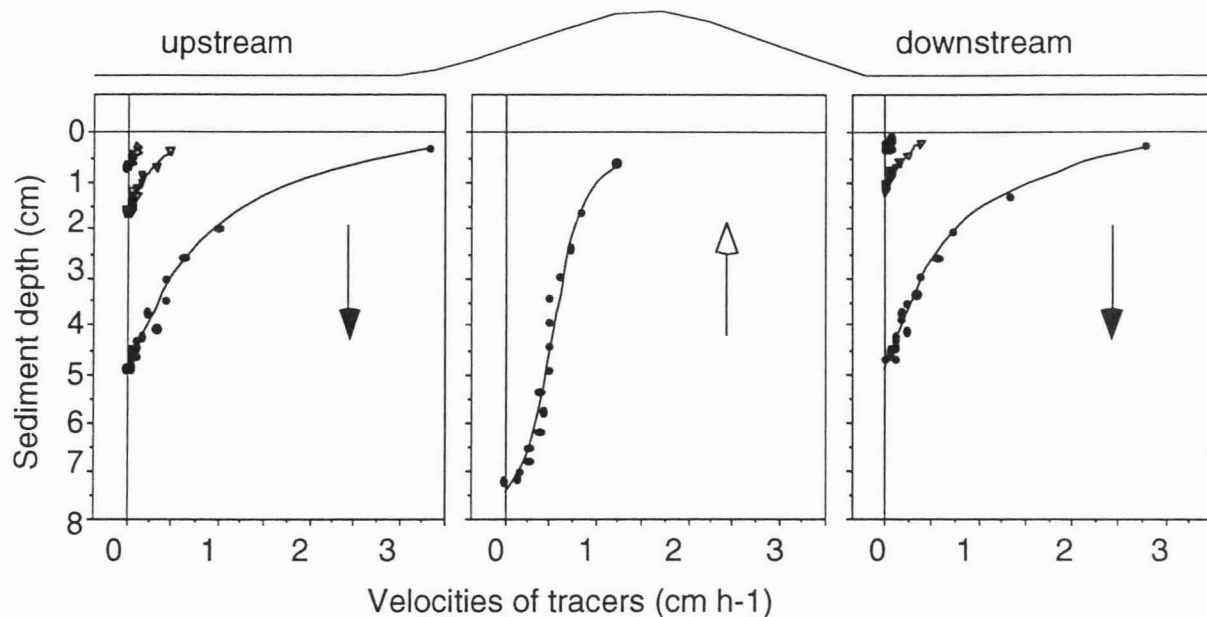 upstream
downstream
Sediment depth (cm)
0
1
2
3
4
5
6
7
8
0 1 2 3
0 1 2 3
0 1 2 3
Velocities of tracers (cm h-1)